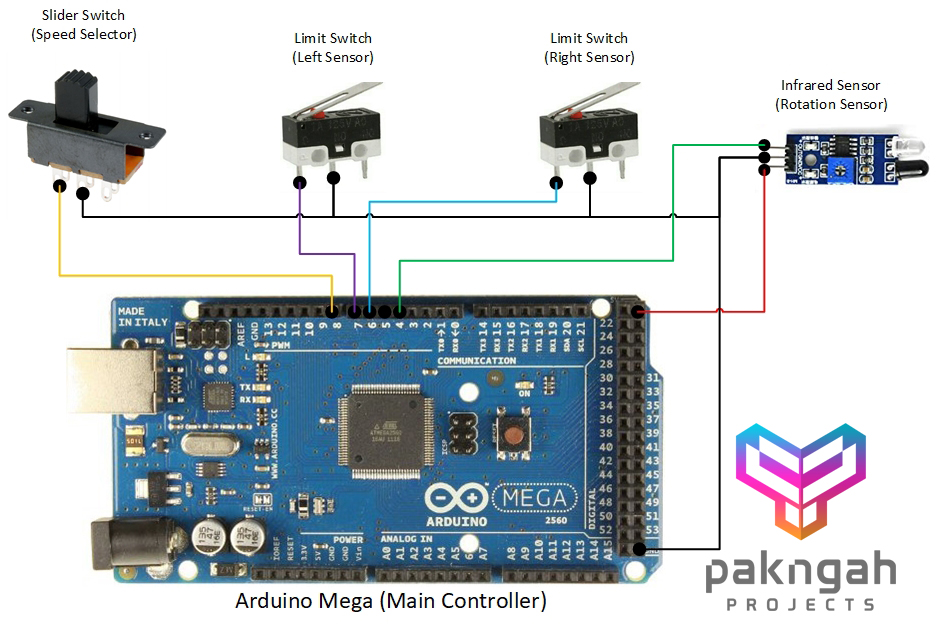 Slider Switch
(Speed Selector)
Limit Switch
(Left Sensor)
Limit Switch
(Right Sensor)
Infrared Sensor
(Rotation Sensor)
MADE
IN ITALY
AREF
GND
13
12
11
10
9
8
7
6
5
4
3
2
TX0 1
RX0 0
TX3 14
RX3 15
TX2 16
RX2 17
TX1 18
RX1 19
SDA 20
SCL 21
PWM
COMMUNICATION
L
TX
RX
ON
ICSP
WWW.ARDUINO.CC
RESET-EN
22
24
26
28
30 31
32 33
34 35
36 37
38 39
40 41
42 43
44 45
46 47
48 49
50 51
52 53
GND
DIGITAL
MEGA
ARDUINO
2560
POWER
ANALOG IN
IOREF
RESET
3.3V
5V
GND
GND
Vin
A0
A1
A2
A3
A4
A5
A6
A7
A8
A9
A10
A11
A12
A13
A14
A15
Arduino Mega (Main Controller)
pakngah
PROJECTS